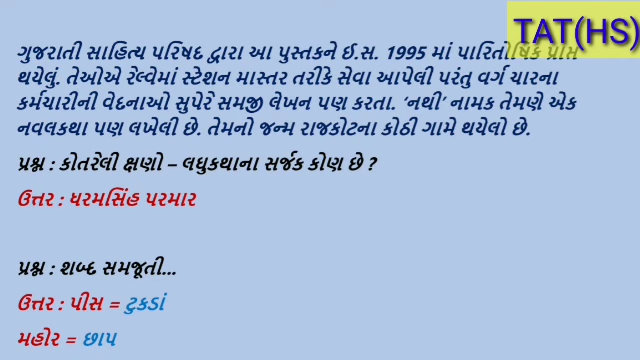 TAT(HS)
ગુજરાતી સાહિત્ય પરિષદ દ્વારા આ પુસ્તકને ઈ.સ. 1995 માં પારિતોષિક પ્રાપ્ત
થયેલું. તેઓએ રેલ્વેમાં સ્ટેશન માસ્તર તરીકે સેવા આપેલી પરંતુ વર્ગ ચારના
કર્મચારીની વેદનાઓ સુપેરે સમજી લેખન પણ કરતા. ‘નથી’ નામક તેમણે એક
નવલકથા પણ લખેલી છે. તેમનો જન્મ રાજકોટના કોઠી ગામે થયેલો છે.
પ્રશ્ન : કોતરેલી ક્ષણો – લઘુકથાના સર્જક કોણ છે ?
ઉત્તર : ધરમસિંહ પરમાર
પ્રશ્ન : શબ્દ સમજૂતી...
ઉત્તર : પીસ = ટુકડાં
મહોર = છાપ